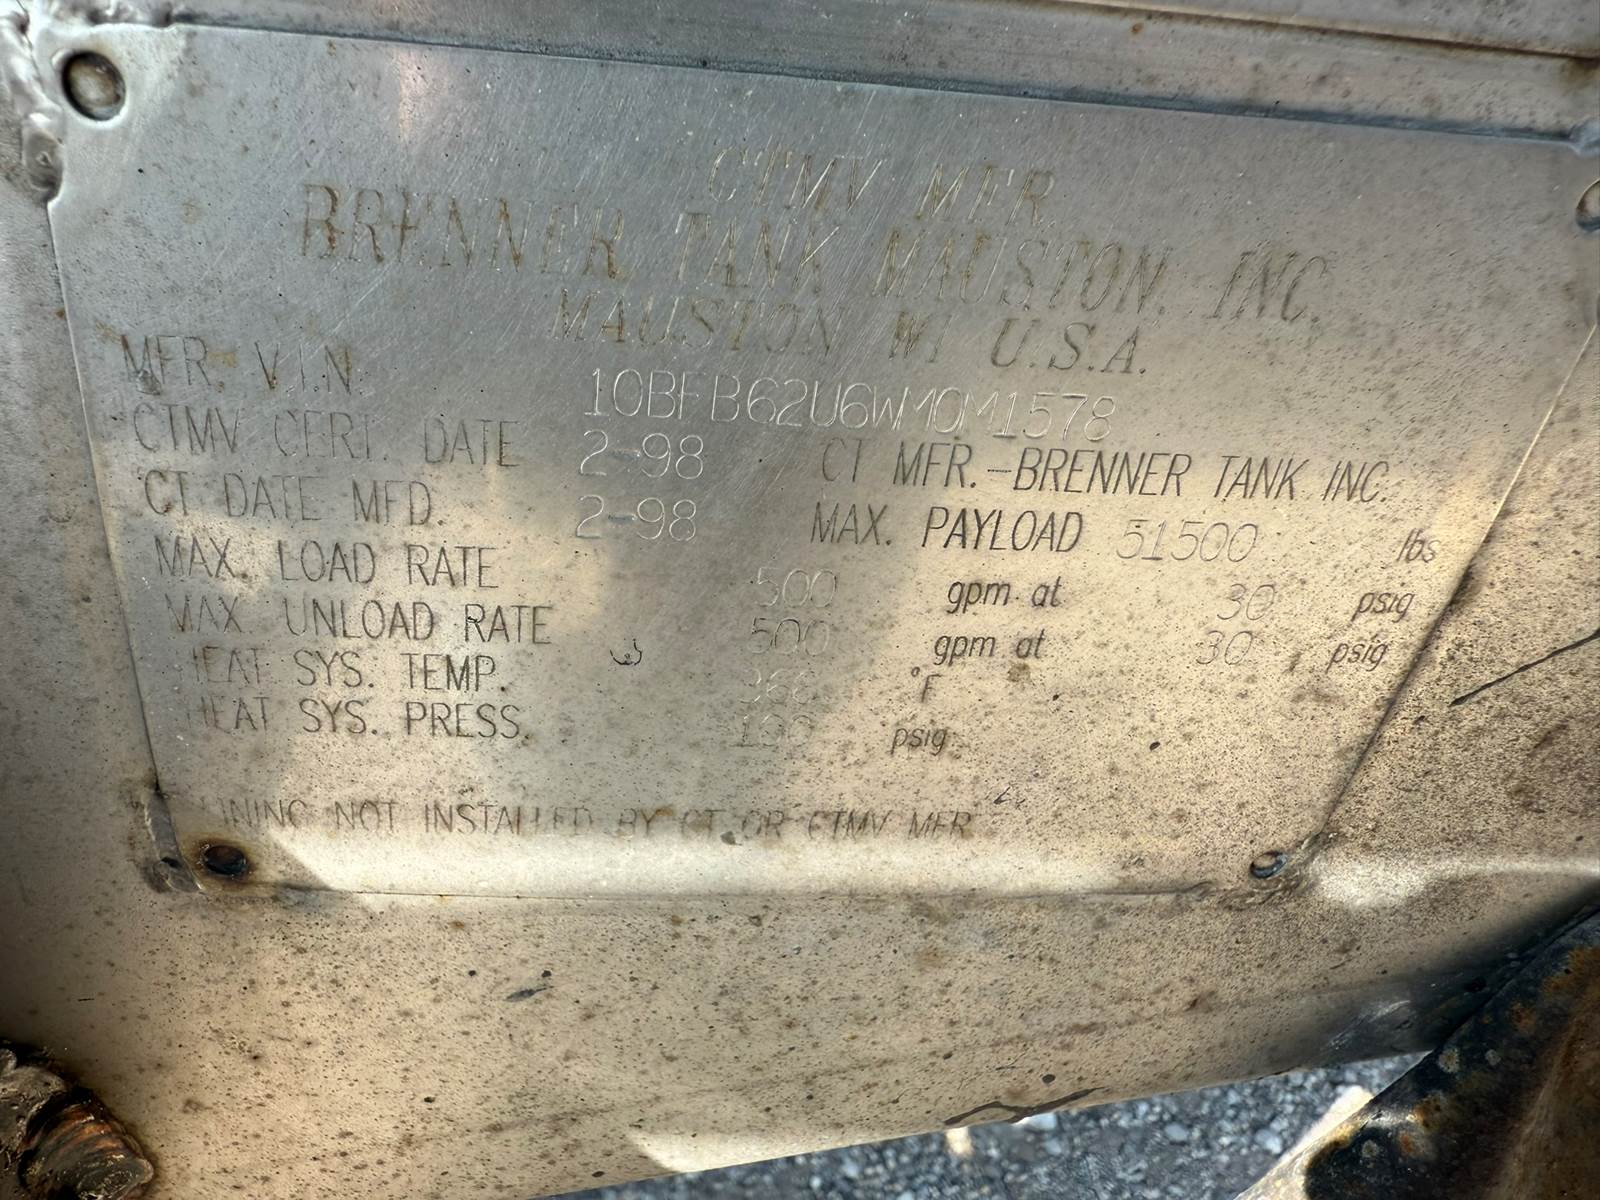 CTMV MFR.
BRENNER TANK MAUSTON, INC.
MAUSTON WI U.S.A.
MFR. V.I.N. 10BFB62U6WM0M1578
CTMV CERT. DATE 2-98 CT MFR.-BRENNER TANK INC.
CT DATE MFD. 2-98 MAX. PAYLOAD 51500 lbs
MAX. LOAD RATE 500 gpm at 30 psig
MAX. UNLOAD RATE 500 gpm at 30 psig
HEAT SYS. TEMP. °F
HEAT SYS. PRESS. 100 psig
LINING NOT INSTALLED BY CT OR CTMV MFR